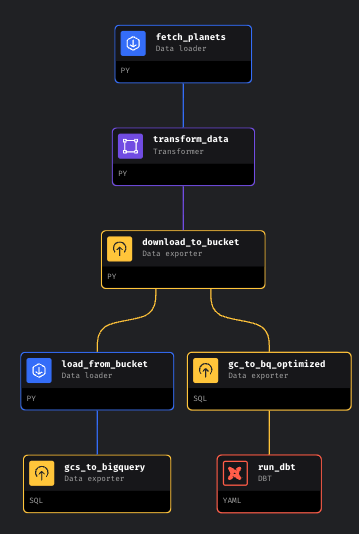 fetch_planets
Data loader
PY
transform_data
Transformer
PY
download_to_bucket
Data exporter
PY
load_from_bucket
Data loader
PY
gc_to_bq_optimized
Data exporter
SQL
gcs_to_bigquery
Data exporter
SQL
run_dbt
DBT
YAML